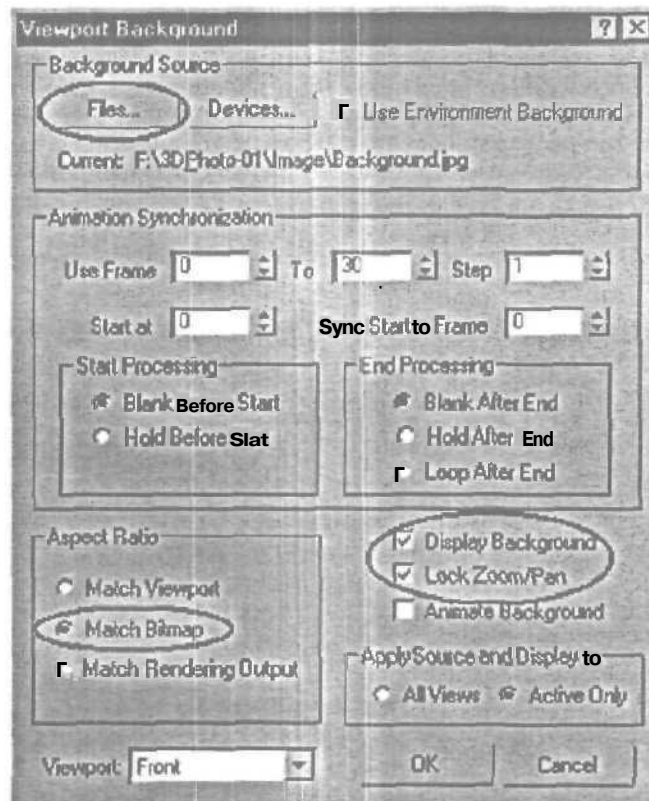 Viewport Background
Background Source
Files... Devices... Use Environment Background
Current: F:\3DPhoto-01\Image\Background.jpg
Animation Synchronization
Use Frame 0 To 30 Step 1
Start at 0 Sync Start to Frame 0
Start Processing
Blank Before Start
Hold Before Slat
End Processing
Blank After End
Hold After End
Loop After End
Aspect Ratio
Match Viewport
Match Bitmap
Match Rendering Output
Display Background
Lock Zoom/Pan
Animate Background
Apply Source and Display to
All Views Active Only
Viewport: Front
OK Cancel